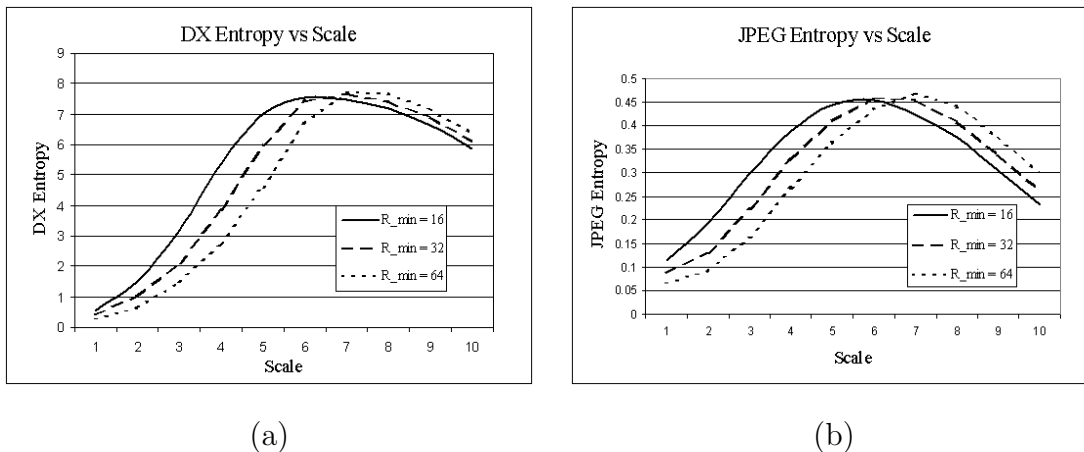 DX Entropy vs Scale
9
8
7
6
5
4
3
2
1
0
DX Entropy
R_min = 16
R_min = 32
R_min = 64
1 2 3 4 5 6 7 8 9 10
Scale
(a)
JPEG Entropy vs Scale
0.5
0.45
0.4
0.35
0.3
0.25
0.2
0.15
0.1
0.05
0
JPEG Entropy
R_min = 16
R_min = 32
R_min = 64
1 2 3 4 5 6 7 8 9 10
Scale
(b)